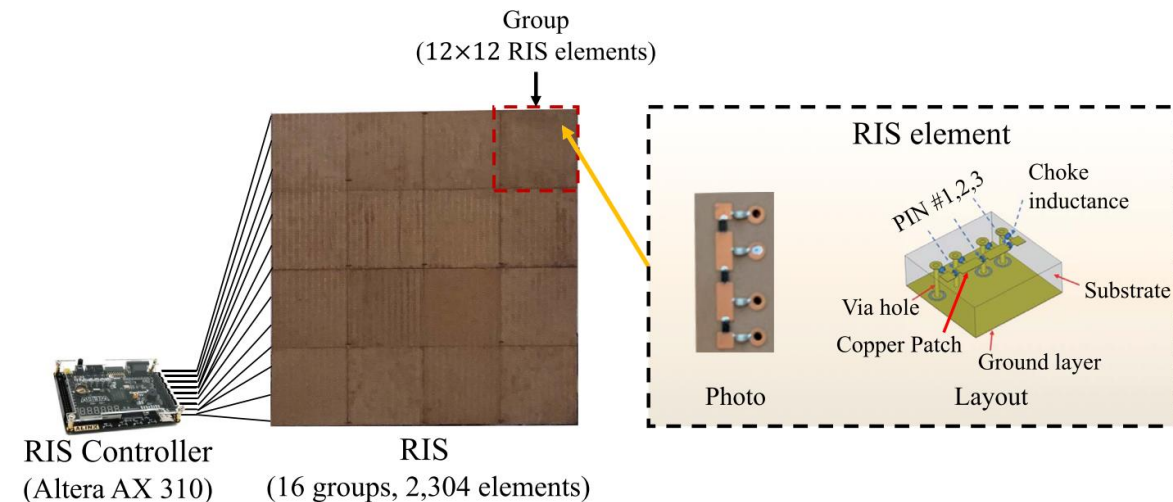 Group
(12×12 RIS elements)
RIS element
PIN #1,2,3
Choke
inductance
Via hole
Substrate
Copper Patch
Ground layer
Photo
Layout
ALINX
RIS Controller
(Altera AX 310)
RIS
(16 groups, 2,304 elements)